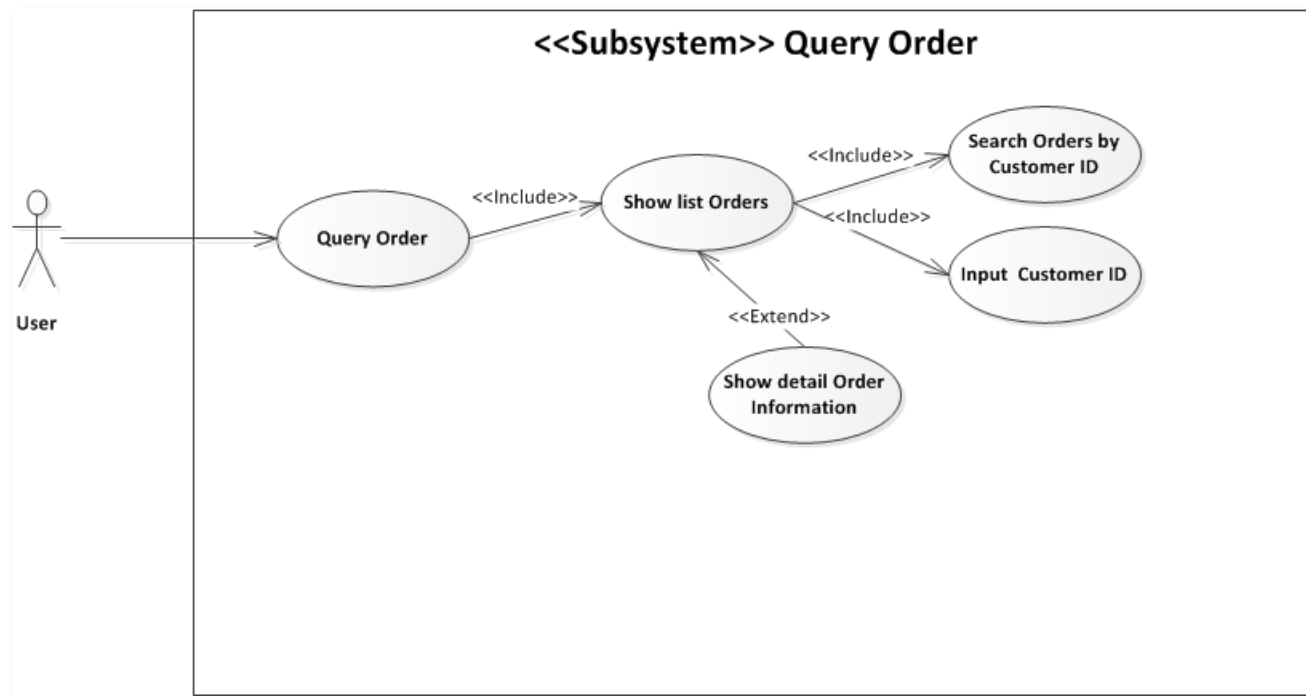 <<Subsystem>> Query Order
Search Orders by
Customer ID
<<Include>>
<<Include>>
Show list Orders
<<Include>>
Query Order
Input  Customer ID
<<Extend>>
User
Show detail Order
Information